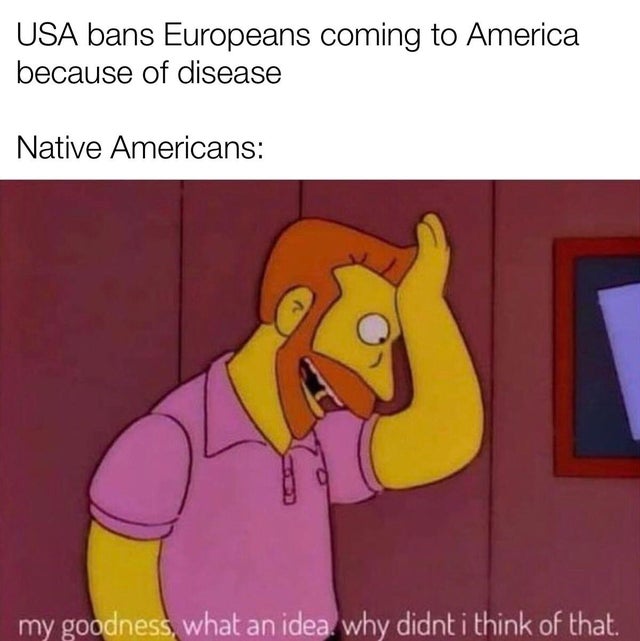 USA bans Europeans coming to America
because of disease
Native Americans:
my goodness, what an idea. why didnt i think of that.